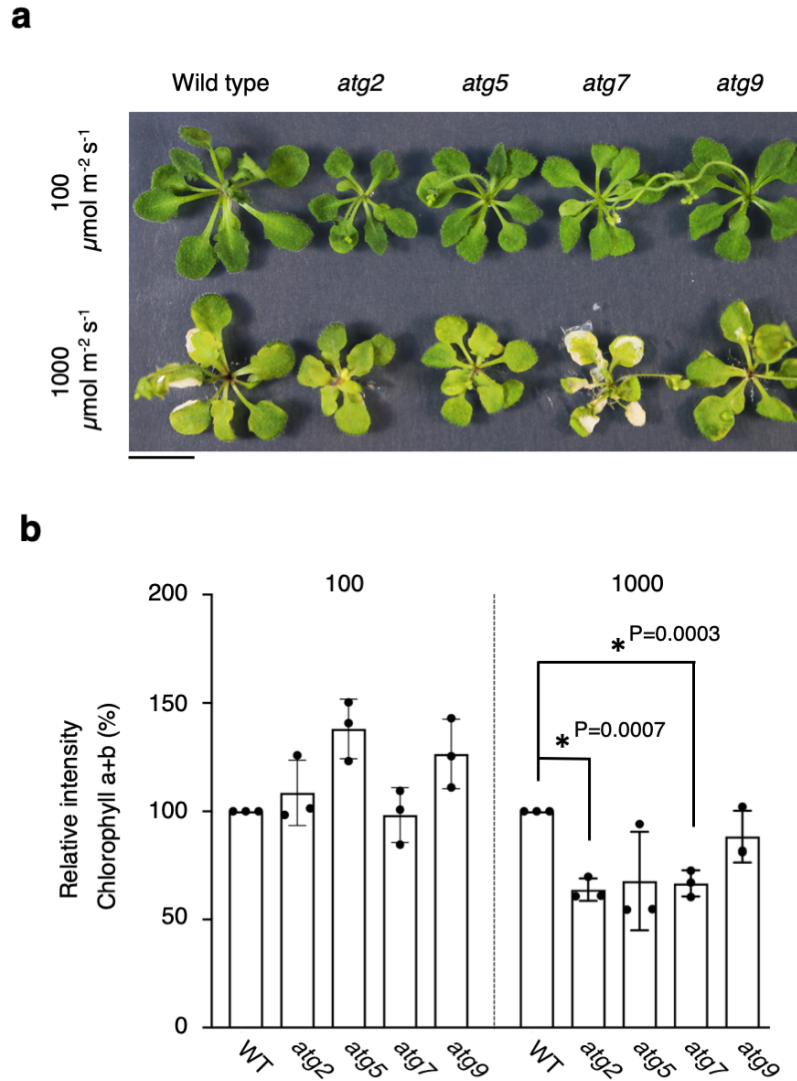 a
Wild type atg2 atg5 atg7 atg9
100
µmol m-2 s-1
1000
µmol m-2 s-1
b
100 1000
200
150
100
50
0
Relative intensity
Chlorophyll a+b (%)
* P=0.0003
* P=0.0007
WT atg2 atg5 atg7 atg9 WT atg2 atg5 atg7 atg9